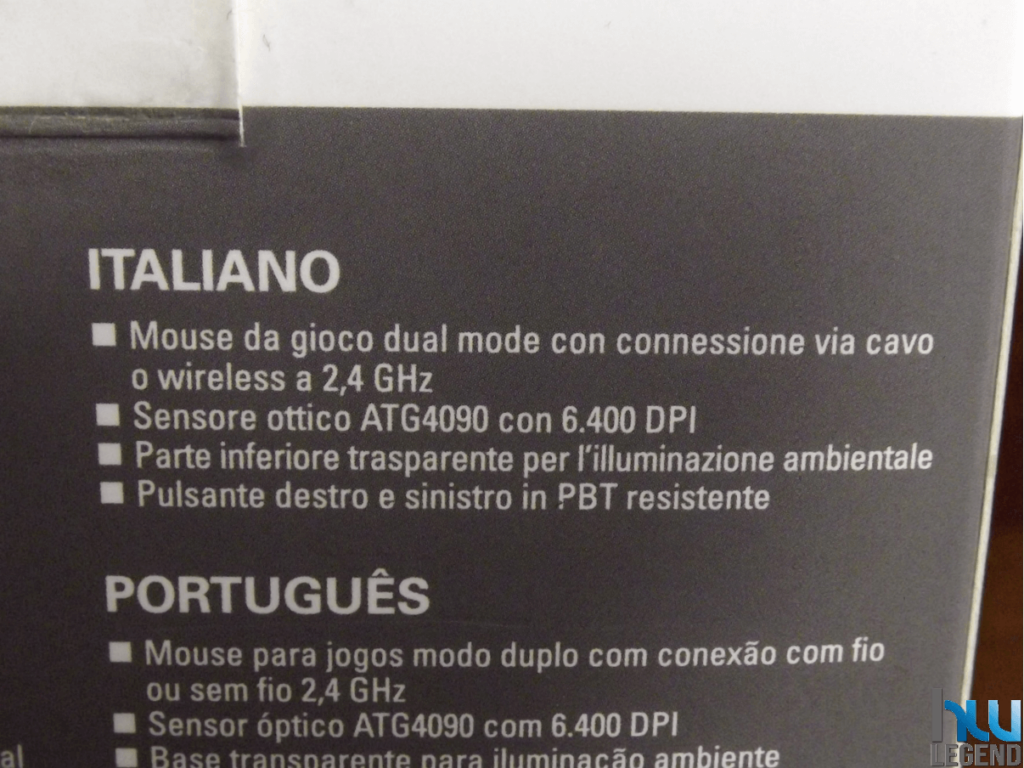 ITALIANO
■ Mouse da gioco dual mode con connessione via cavo
o wireless a 2,4 GHz
■ Sensore ottico ATG4090 con 6.400 DPI
■ Parte inferiore trasparente per l'illuminazione ambientale
■ Pulsante destro e sinistro in PBT resistente
PORTUGUÊS
■ Mouse para jogos modo duplo com conexão com fio
ou sem fio 2,4 GHz
■ Sensor óptico ATG4090 com 6.400 DPI
■ Base transparente para iluminação ambiente
al
HW
LEGEND